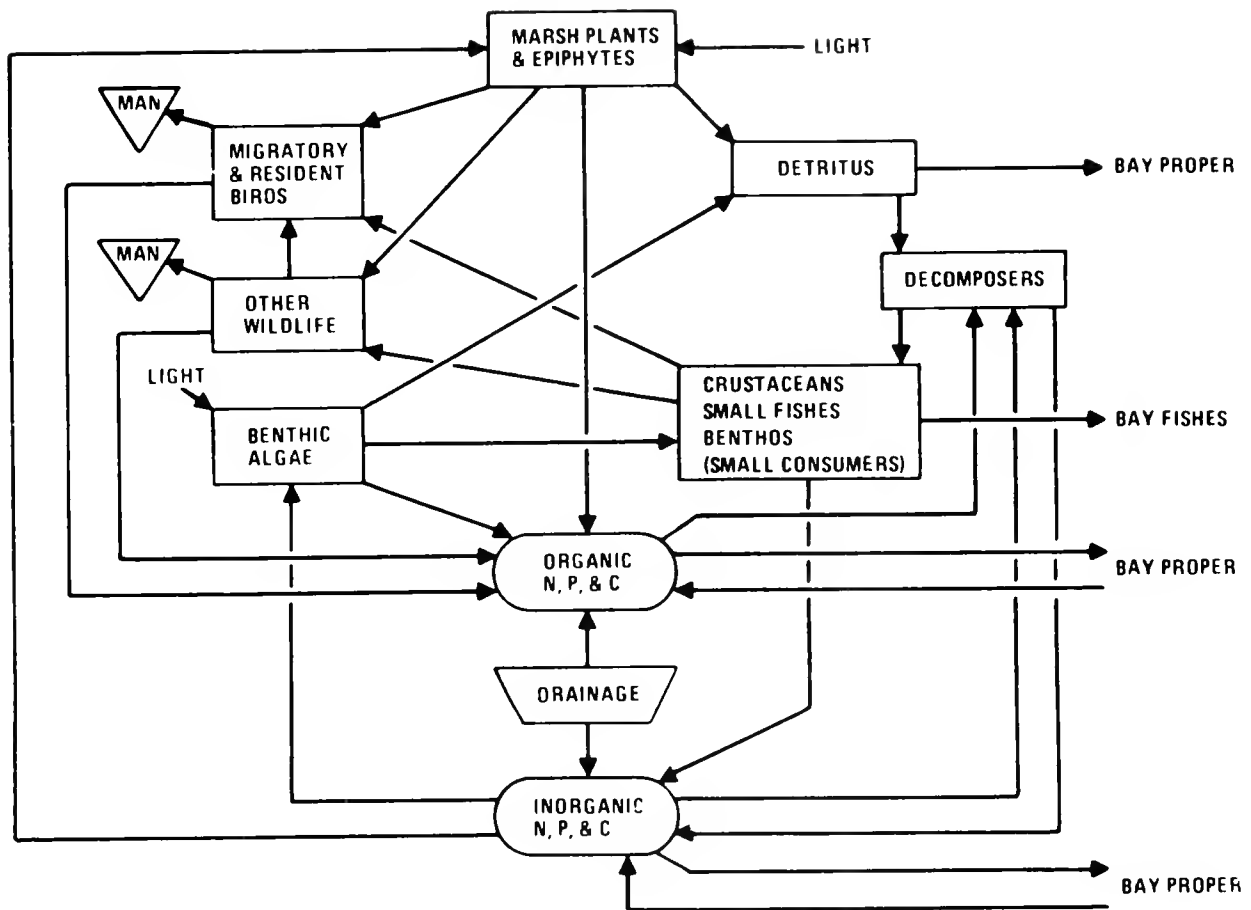 MARSH PLANTS
& EPIPHYTES
LIGHT
MAN
MIGRATORY
& RESIDENT
BIROS
DETRITUS
BAY PROPER
MAN
OTHER
WILDLIFE
DECOMPOSERS
LIGHT
BENTHIC
ALGAE
CRUSTACEANS
SMALL FISHES
BENTHOS
(SMALL CONSUMERS)
BAY FISHES
ORGANIC
N, P, & C
BAY PROPER
ORAINAGE
INORGANIC
N, P, & C
BAY PROPER